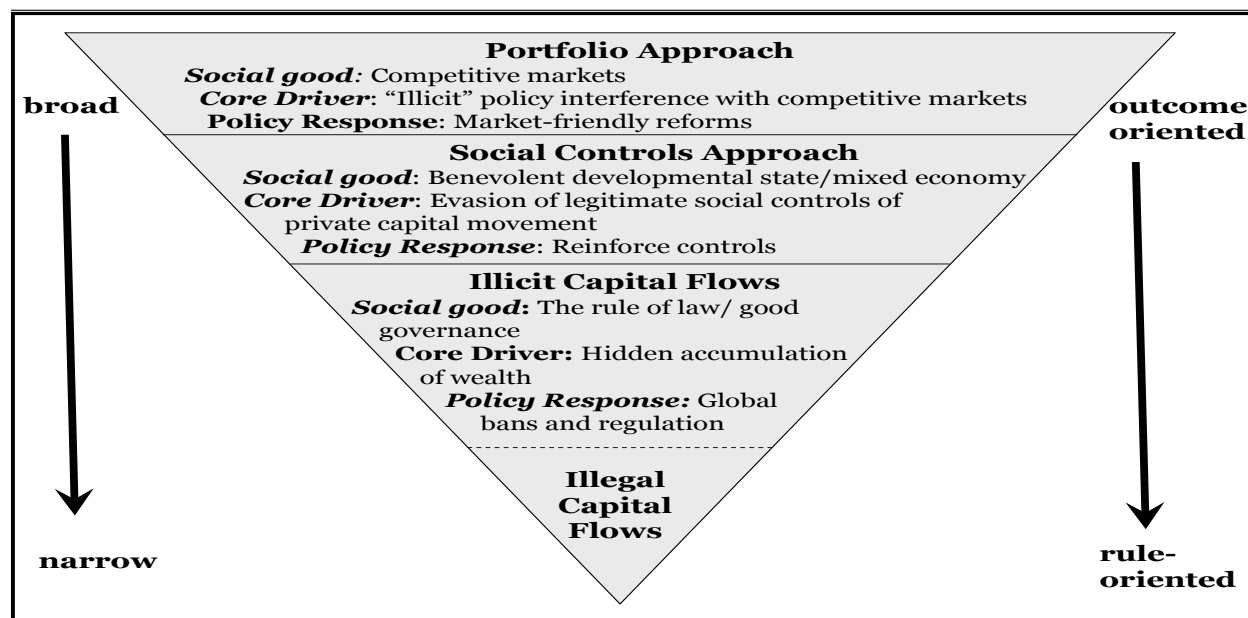 Portfolio Approach
Social good: Competitive markets
Core Driver: “Illicit” policy interference with competitive markets
Policy Response: Market-friendly reforms
broad
outcome
oriented
Social Controls Approach
Social good: Benevolent developmental state/mixed economy
Core Driver: Evasion of legitimate social controls of
private capital movement
Policy Response: Reinforce controls
Illicit Capital Flows
Social good: The rule of law/ good
governance
Core Driver: Hidden accumulation
of wealth
Policy Response: Global
bans and regulation
Illegal
Capital
Flows
narrow
rule-
oriented